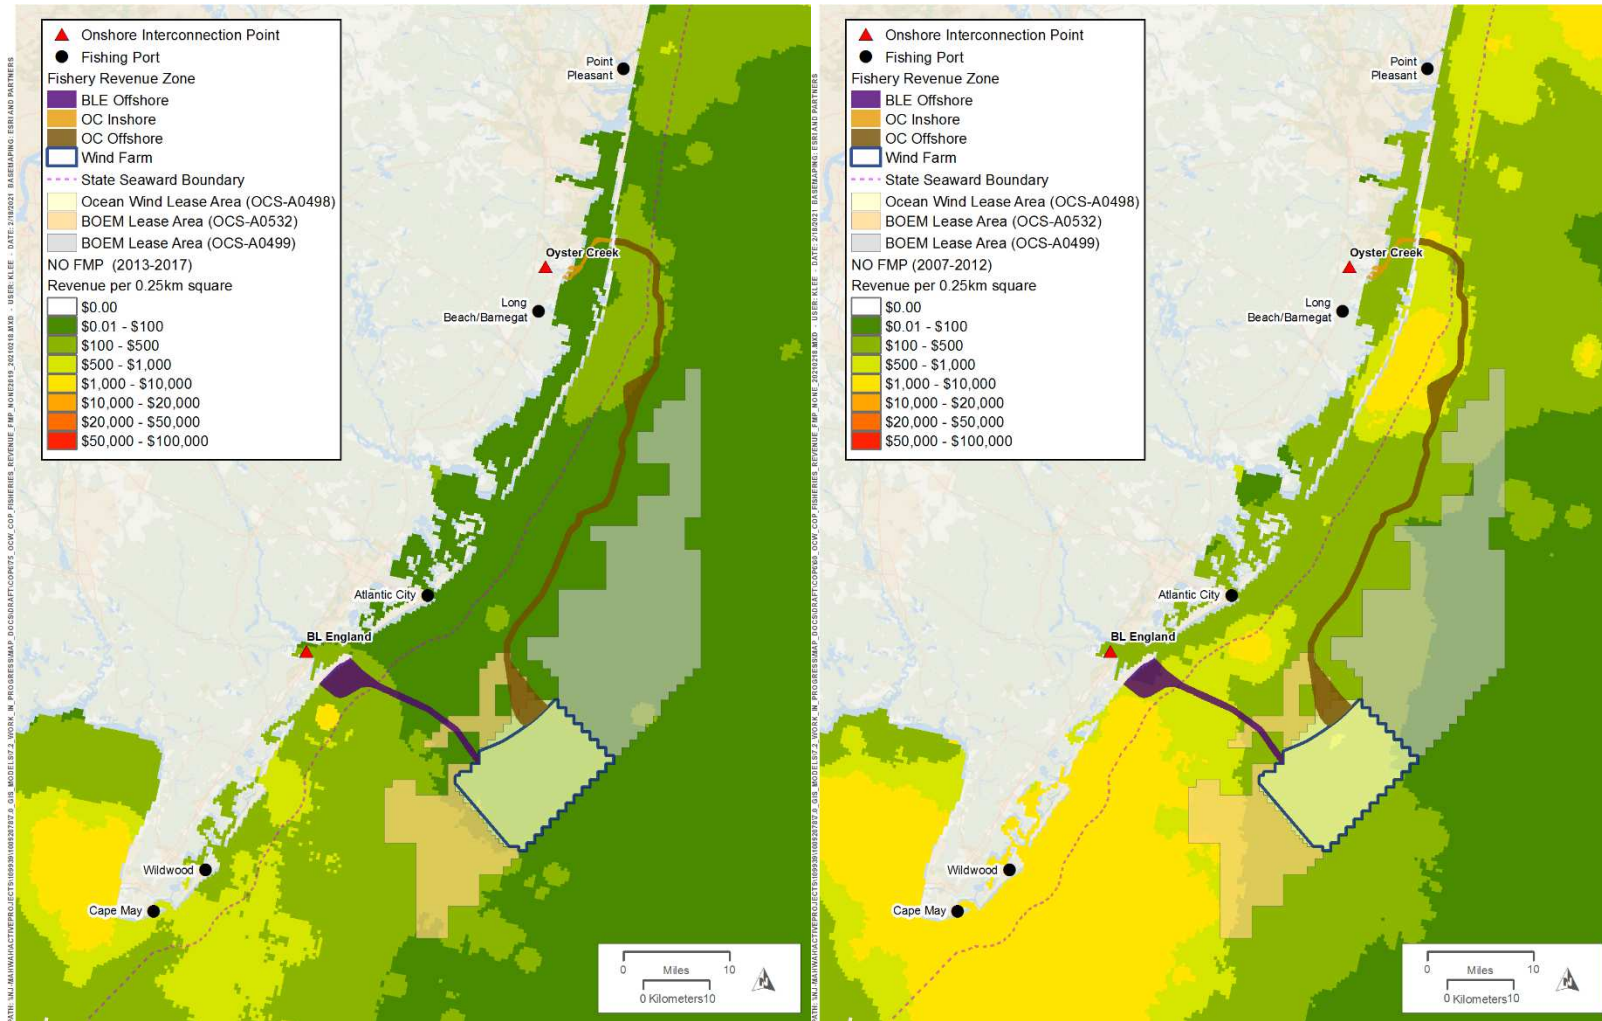 Onshore Interconnection Point
Fishing Port
Fishery Revenue Zone
BLE Offshore
OC Inshore
OC Offshore
Wind Farm
State Seaward Boundary
Ocean Wind Lease Area (OCS-A0498)
BOEM Lease Area (OCS-A0532)
BOEM Lease Area (OCS-A0499)
NO FMP (2013-2017)
Revenue per 0.25km square
$0.00
$0.01 - $100
$100 - $500
$500 - $1,000
$1,000 - $10,000
$10,000 - $20,000
$20,000 - $50,000
$50,000 - $100,000
Point
Pleasant
Oyster Creek
Long
Beach/Barnegat
Atlantic City
BL England
Wildwood
Cape May
0 10
Miles
0 Kilometers 10
N
Onshore Interconnection Point
Fishing Port
Fishery Revenue Zone
BLE Offshore
OC Inshore
OC Offshore
Wind Farm
State Seaward Boundary
Ocean Wind Lease Area (OCS-A0498)
BOEM Lease Area (OCS-A0532)
BOEM Lease Area (OCS-A0499)
NO FMP (2007-2012)
Revenue per 0.25km square
$0.00
$0.01 - $100
$100 - $500
$500 - $1,000
$1,000 - $10,000
$10,000 - $20,000
$20,000 - $50,000
$50,000 - $100,000
Point
Pleasant
Oyster Creek
Long
Beach/Barnegat
Atlantic City
BL England
Wildwood
Cape May
0 10
Miles
0 Kilometers 10
N